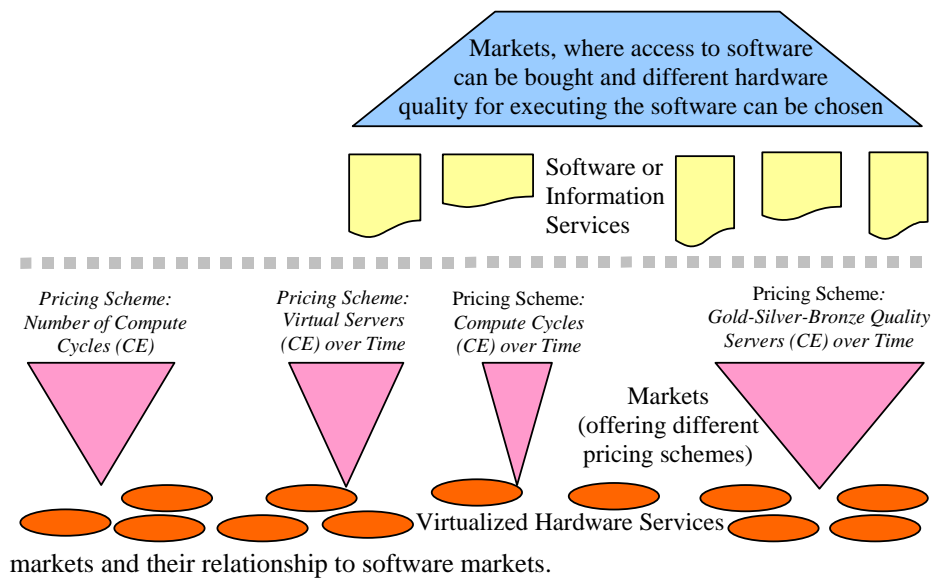 Markets, where access to software
can be bought and different hardware
quality for executing the software can be chosen
Software or
Information
Services
Pricing Scheme:
Number of Compute
Cycles (CE)
Pricing Scheme:
Virtual Servers
(CE) over Time
Pricing Scheme:
Compute Cycles
(CE) over Time
Pricing Scheme:
Gold-Silver-Bronze Quality
Servers (CE) over Time
Markets
(offering different
pricing schemes)
Virtualized Hardware Services
markets and their relationship to software markets.